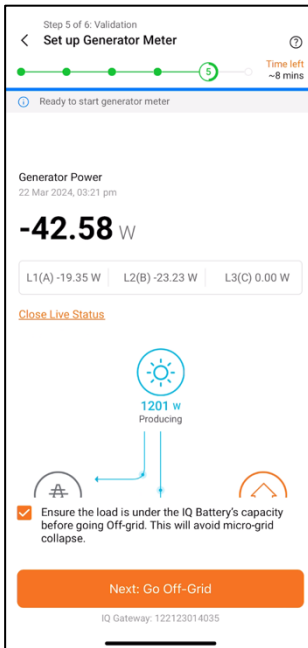 Step 5 of 6: Validation
Set up Generator Meter
5
Time left
~8 mins
Ready to start generator meter
Generator Power
22 Mar 2024, 03:21 pm
-42.58 W
L1(A) -19.35 W L2(B) -23.23 W L3(C) 0.00 W
Close Live Status
1201 W
Producing
Ensure the load is under the IQ Battery's capacity
before going Off-grid. This will avoid micro-grid
collapse.
Next: Go Off-Grid
IQ Gateway: 122123014035